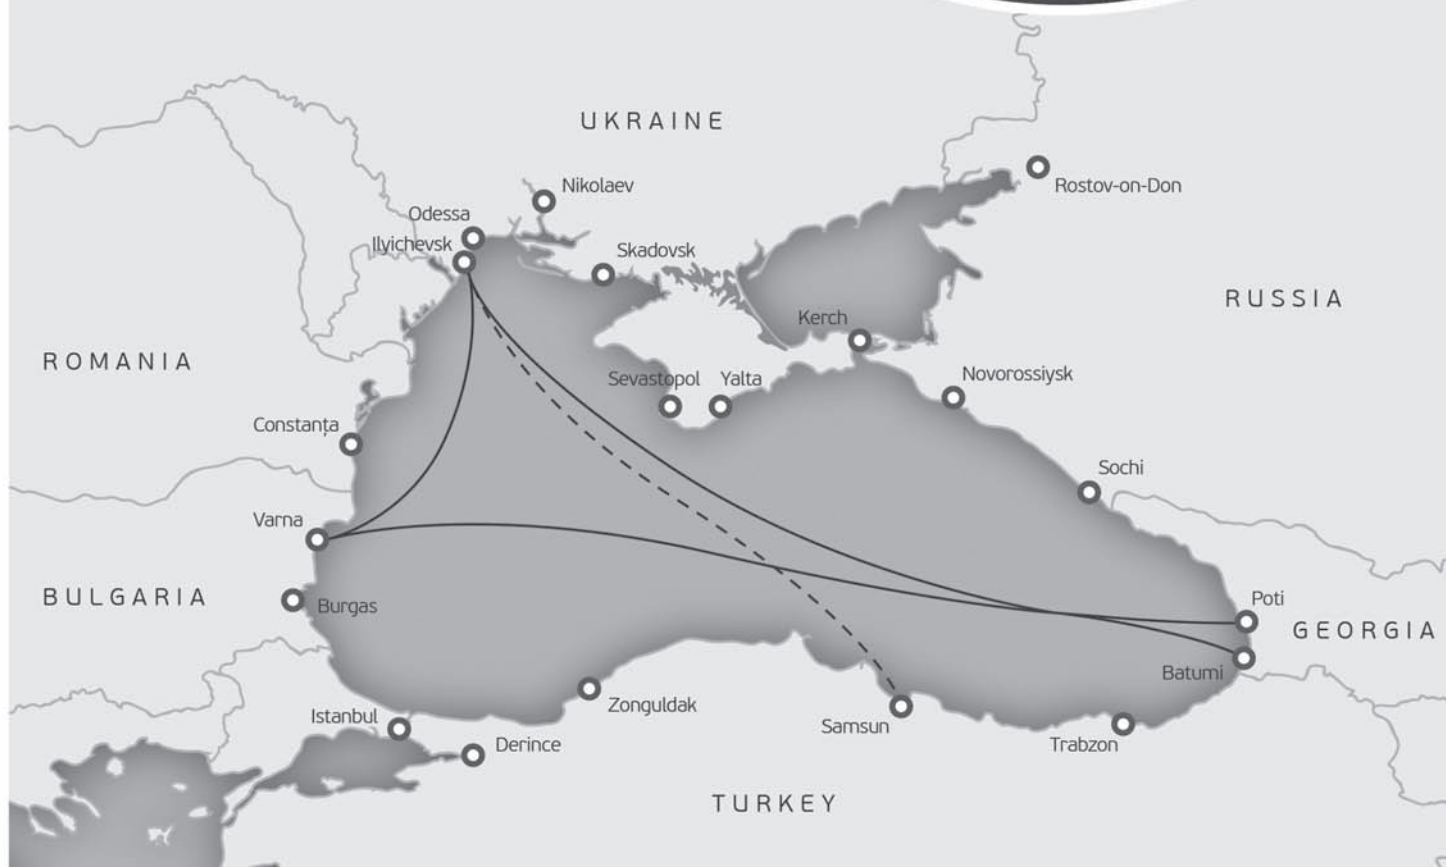 UKRAINE
Nikolaev
Rostov-on-Don
Odessa
Ilyichevsk
Skadovsk
RUSSIA
Kerch
ROMANIA
Sevastopol
Yalta
Novorossiysk
Constanța
Sochi
Varna
BULGARIA
Burgas
Poti
GEORGIA
Batumi
Istanbul
Zonguldak
Samsun
Derince
Trabzon
TURKEY